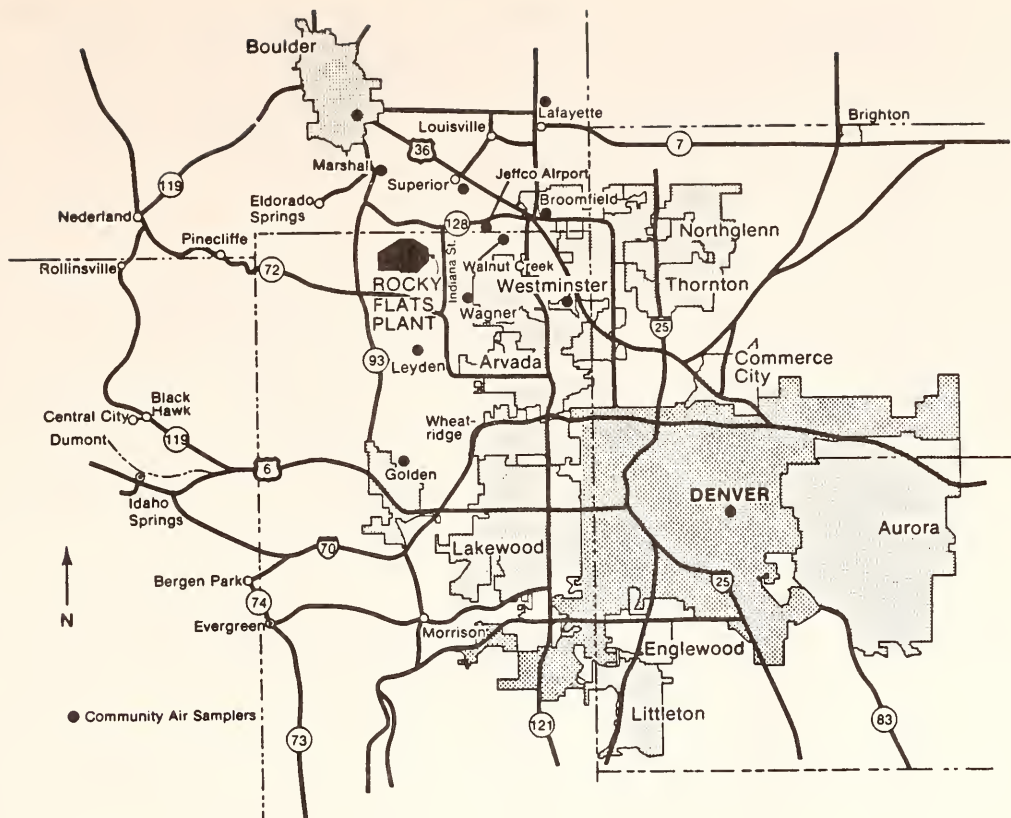 Boulder
Lafayette
Brighton
Louisville
36
7
Marshall
Jeffco Airport
119
Superior
Eldorado
Springs
Broomfield
Nederland
128
Northglenn
Pinecliffe
Indiana St.
Rollinsville
72
Walnut Creek
ROCKY
FLATS
PLANT
Westminster
Thornton
Wagner
25
93
Leyden
Arvada
Commerce
City
Black
Hawk
Central City
Wheat-
ridge
Dumont
119
6
Golden
Idaho
Springs
DENVER
Aurora
70
Lakewood
Bergen Park
25
74
N
Evergreen
Morrison
Englewood
Community Air Samplers
Littleton
73
121
83